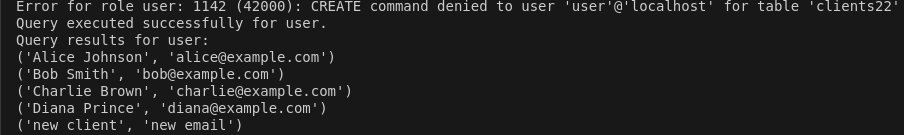 Error for role user: 1142 (42000): CREATE command denied to user 'user'@'localhost' for table 'clients22'
Query executed successfully for user.
Query results for user:
('Alice Johnson', 'alice@example.com')
('Bob Smith', 'bob@example.com')
('Charlie Brown', 'charlie@example.com')
('Diana Prince', 'diana@example.com')
('new client', 'new email')